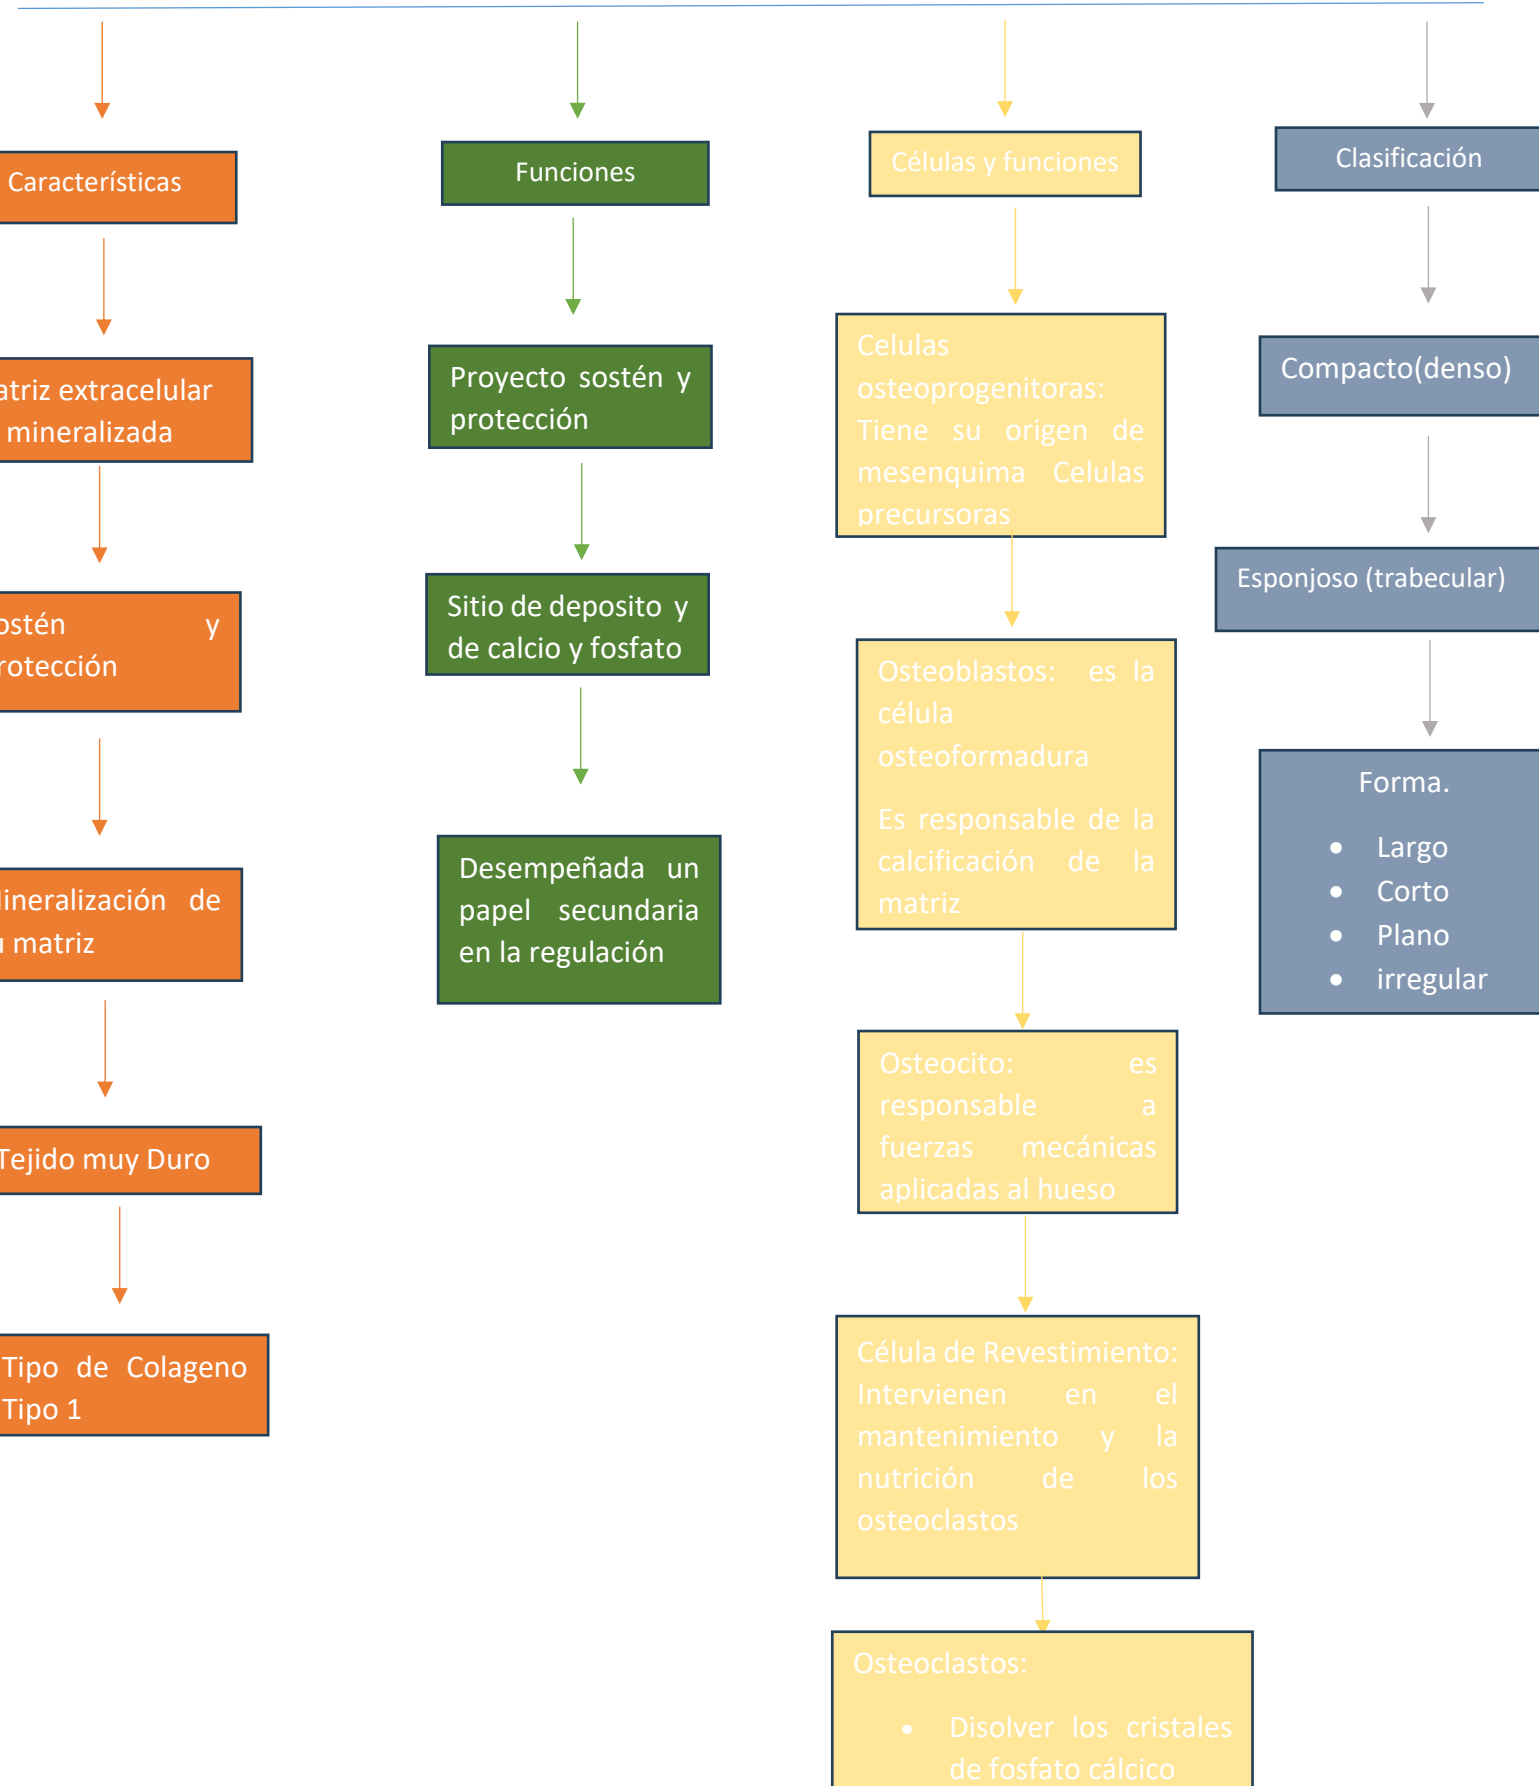 Características
atriz extracelular
mineralizada
ostén y
rotección
ineralización de
u matriz
Tejido muy Duro
Tipo de Colageno
Tipo 1
Funciones
Proyecto sostén y
protección
Sitio de deposito y
de calcio y fosfato
Desempeñada un
papel secundaria
en la regulación
Células y funciones
Celulas
osteoprogenitoras:
Tiene su origen de
mesenquima Celulas
precursoras
Osteoblastos: es la
célula
osteoformadura
Es responsable de la
calcificación de la
matriz
Osteocito: es
responsable a
fuerzas mecánicas
aplicadas al hueso
Célula de Revestimiento:
Intervienen en el
mantenimiento y la
nutrición de los
osteoclastos
Osteoclastos:
• Disolver los cristales
de fosfato cálcico
Clasificación
Compacto(denso)
Esponjoso (trabecular)
Forma.
• Largo
• Corto
• Plano
• irregular